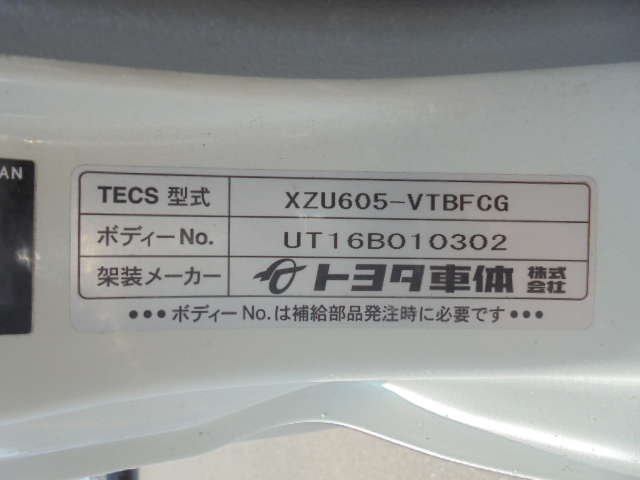 AN
TECS 型式 XZU605-VTBFCG
ボディーNo. UT16B010302
架装メーカー トヨタ車体 株式会社
●●● ボディーNo.は補給部品発注時に必要です ●●●